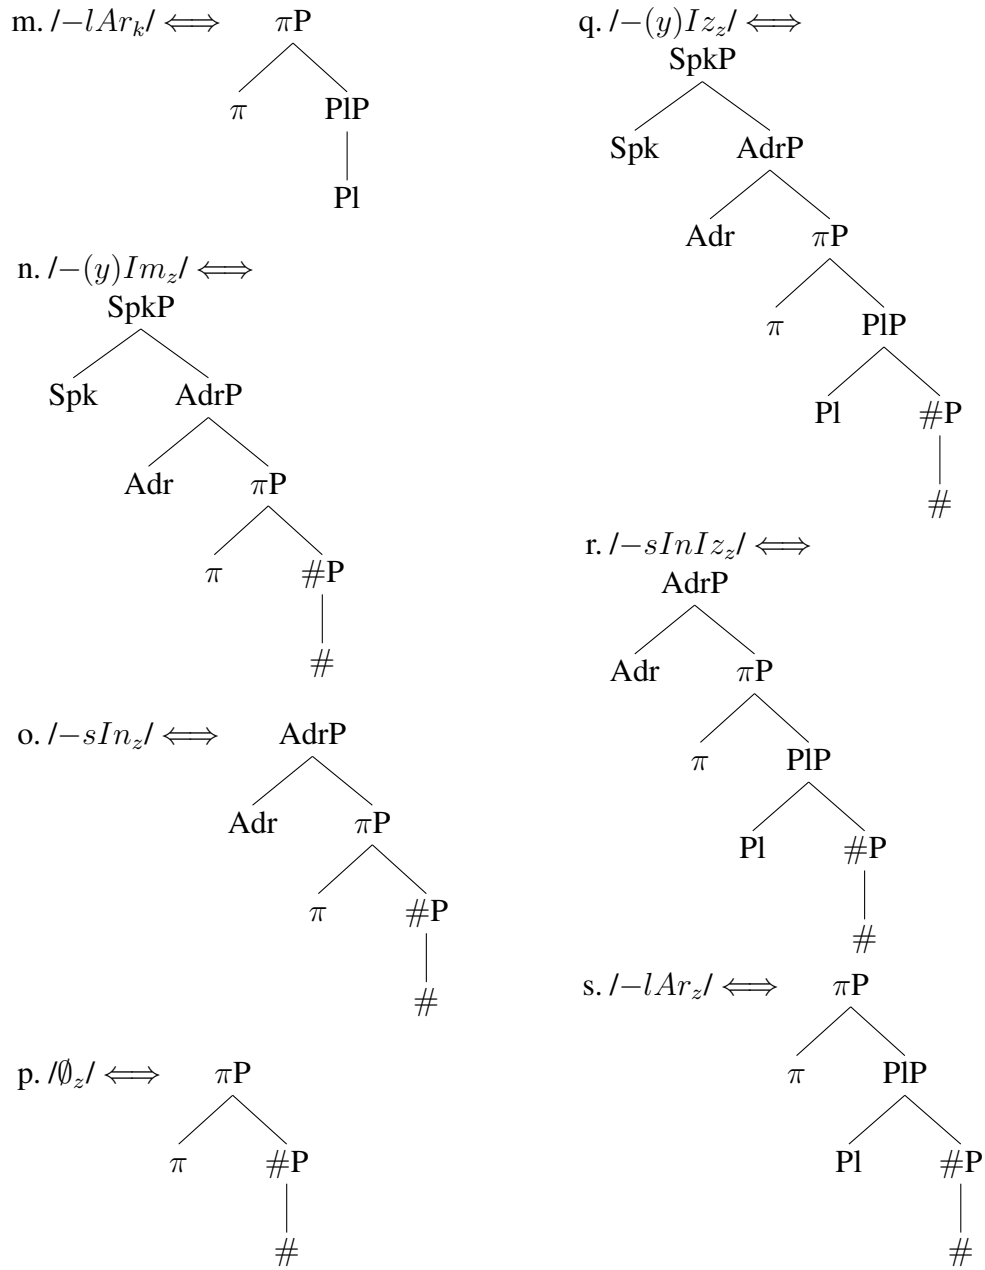 m. /−lAr_k/ ⟺ πP
π PlP
Pl
n. /−(y)Im_z/ ⟺
SpkP
Spk AdrP
Adr πP
π #P
#
o. /−sIn_z/ ⟺ AdrP
Adr πP
π #P
#
p. /∅_z/ ⟺ πP
π #P
#
q. /−(y)Iz_z/ ⟺
SpkP
Spk AdrP
Adr πP
π PlP
Pl #P
#
r. /−sInIz_z/ ⟺
AdrP
Adr πP
π PlP
Pl #P
#
s. /−lAr_z/ ⟺ πP
π PlP
Pl #P
#